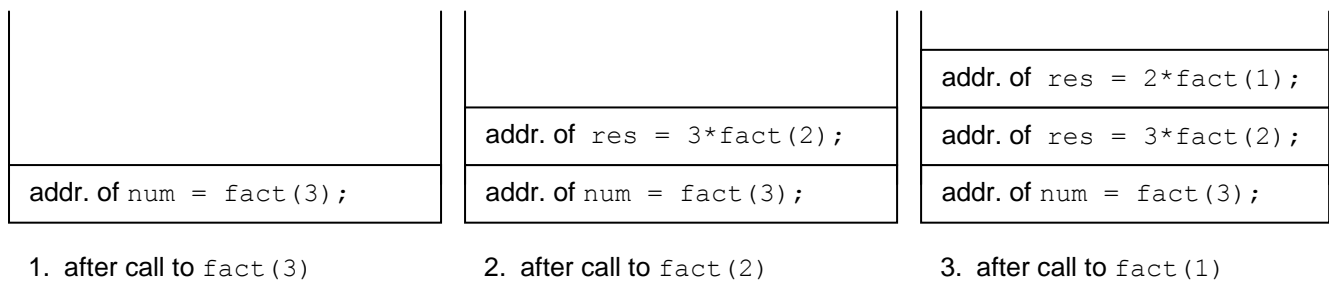 addr. of res = 2*fact(1);
addr. of res = 3*fact(2); addr. of res = 3*fact(2);
addr. of num = fact(3); addr. of num = fact(3); addr. of num = fact(3);
1. after call to fact(3) 2. after call to fact(2) 3. after call to fact(1)